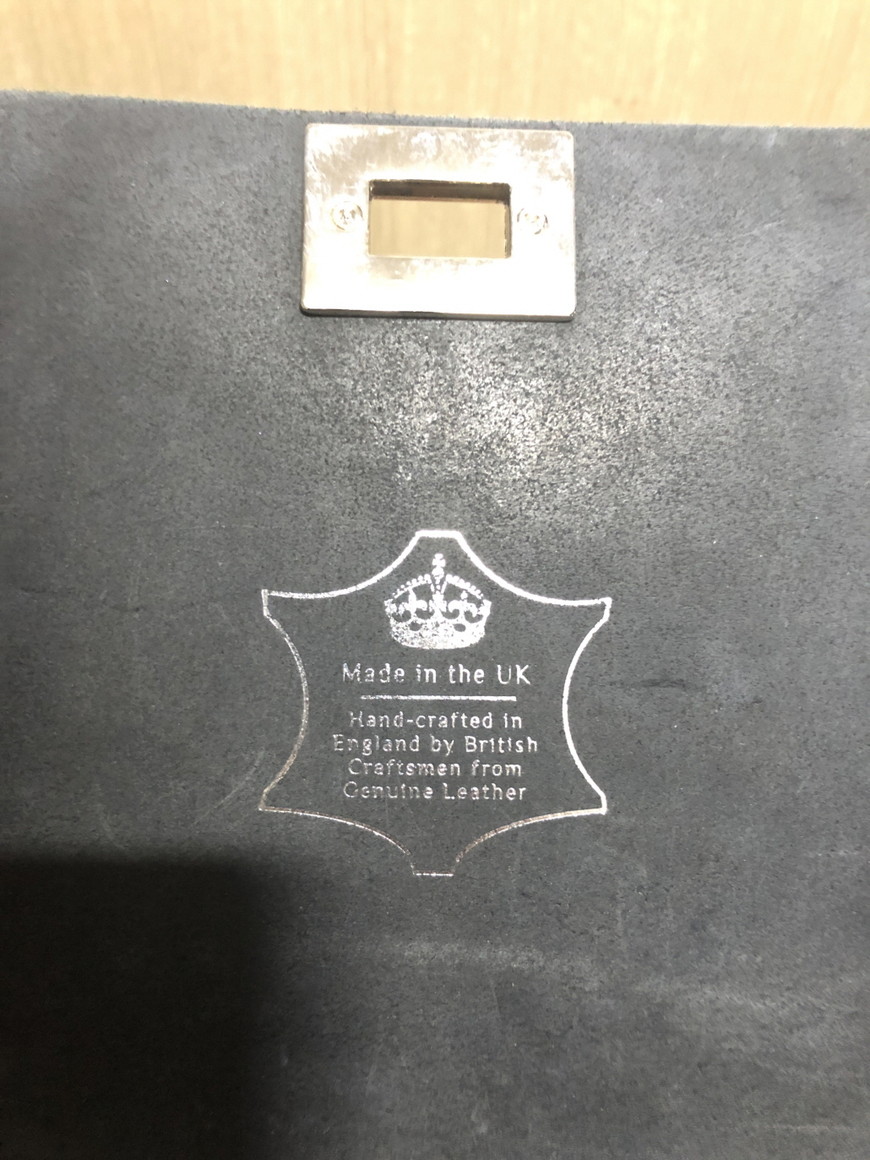 Made in the UK
Hand-crafted in
England by British
Craftsmen from
Genuine Leather